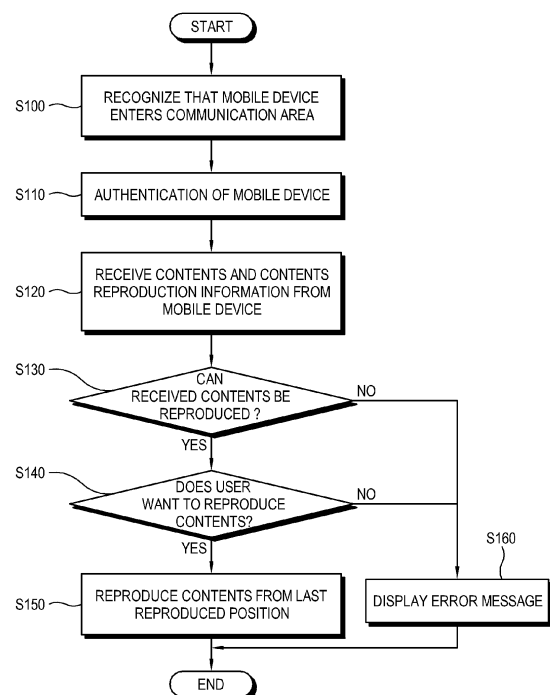 START
S100
RECOGNIZE THAT MOBILE DEVICE
ENTERS COMMUNICATION AREA
S110
AUTHENTICATION OF MOBILE DEVICE
S120
RECEIVE CONTENTS AND CONTENTS
REPRODUCTION INFORMATION FROM
MOBILE DEVICE
S130
CAN
RECEIVED CONTENTS BE
REPRODUCED ?
NO
YES
S140
DOES USER
WANT TO REPRODUCE
CONTENTS?
NO
YES
S150
REPRODUCE CONTENTS FROM LAST
REPRODUCED POSITION
S160
DISPLAY ERROR MESSAGE
END